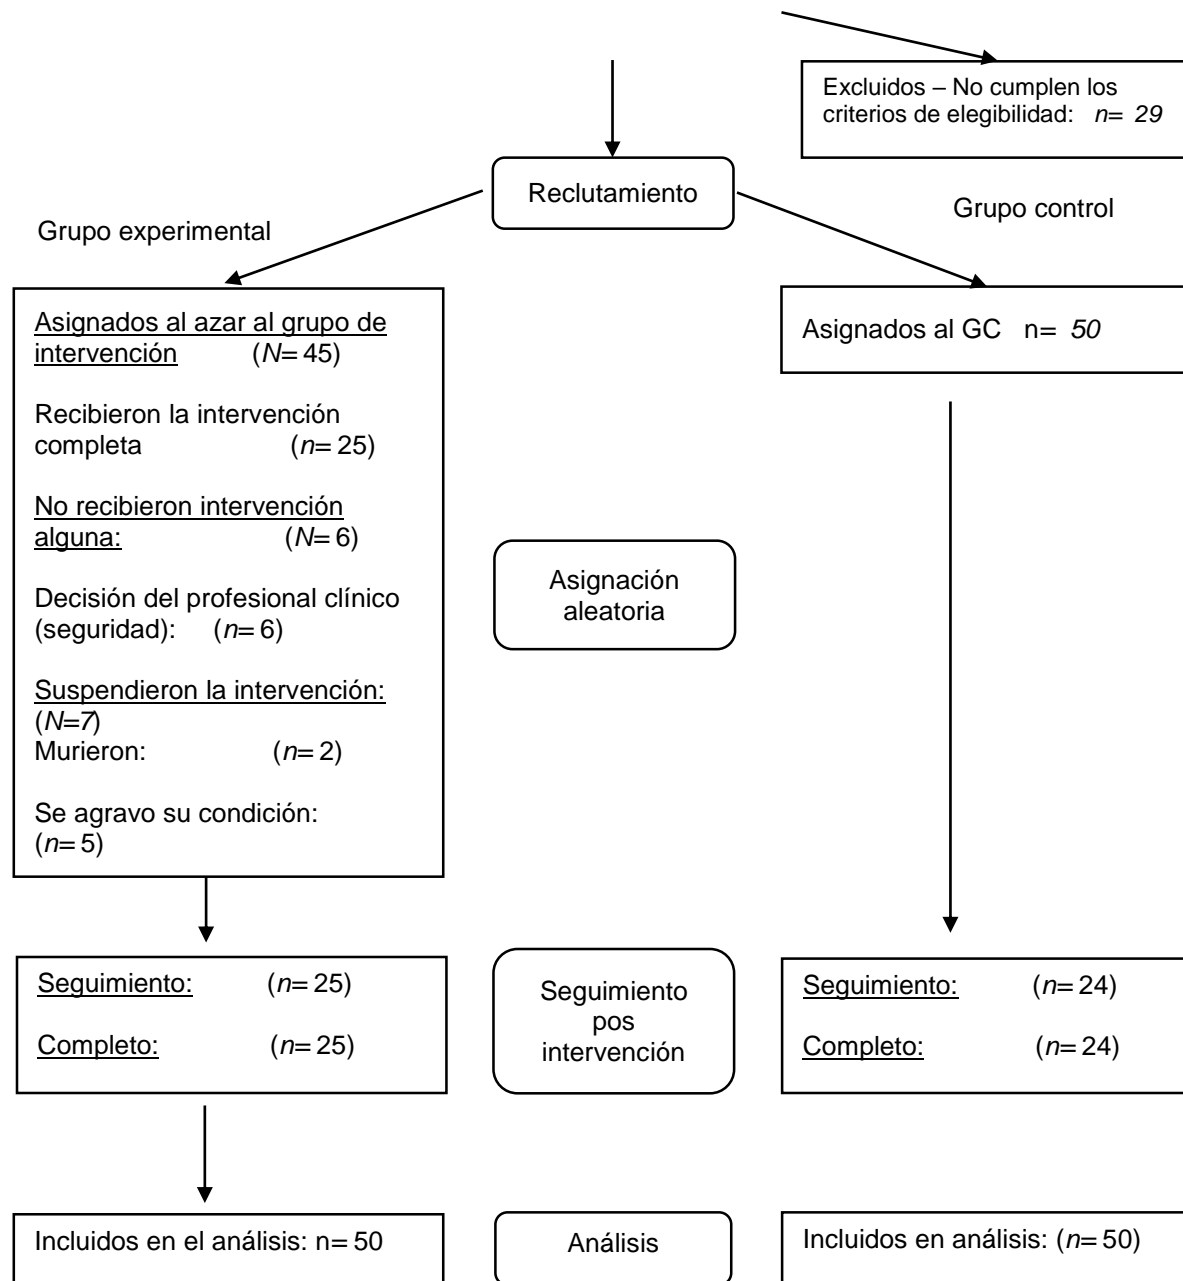 Excluidos – No cumplen los
criterios de elegibilidad: n= 29
Reclutamiento
Grupo experimental
Grupo control
Asignados al azar al grupo de
intervención (N= 45)
Recibieron la intervención
completa (n= 25)
No recibieron intervención
alguna: (N= 6)
Decisión del profesional clínico
(seguridad): (n= 6)
Suspendieron la intervención:
(N=7)
Murieron: (n= 2)
Se agravo su condición:
(n= 5)
Asignados al GC n= 50
Asignación
aleatoria
Seguimiento: (n= 25)
Completo: (n= 25)
Seguimiento
pos
intervención
Seguimiento: (n= 24)
Completo: (n= 24)
Incluidos en el análisis: n= 50
Análisis
Incluidos en análisis: (n= 50)